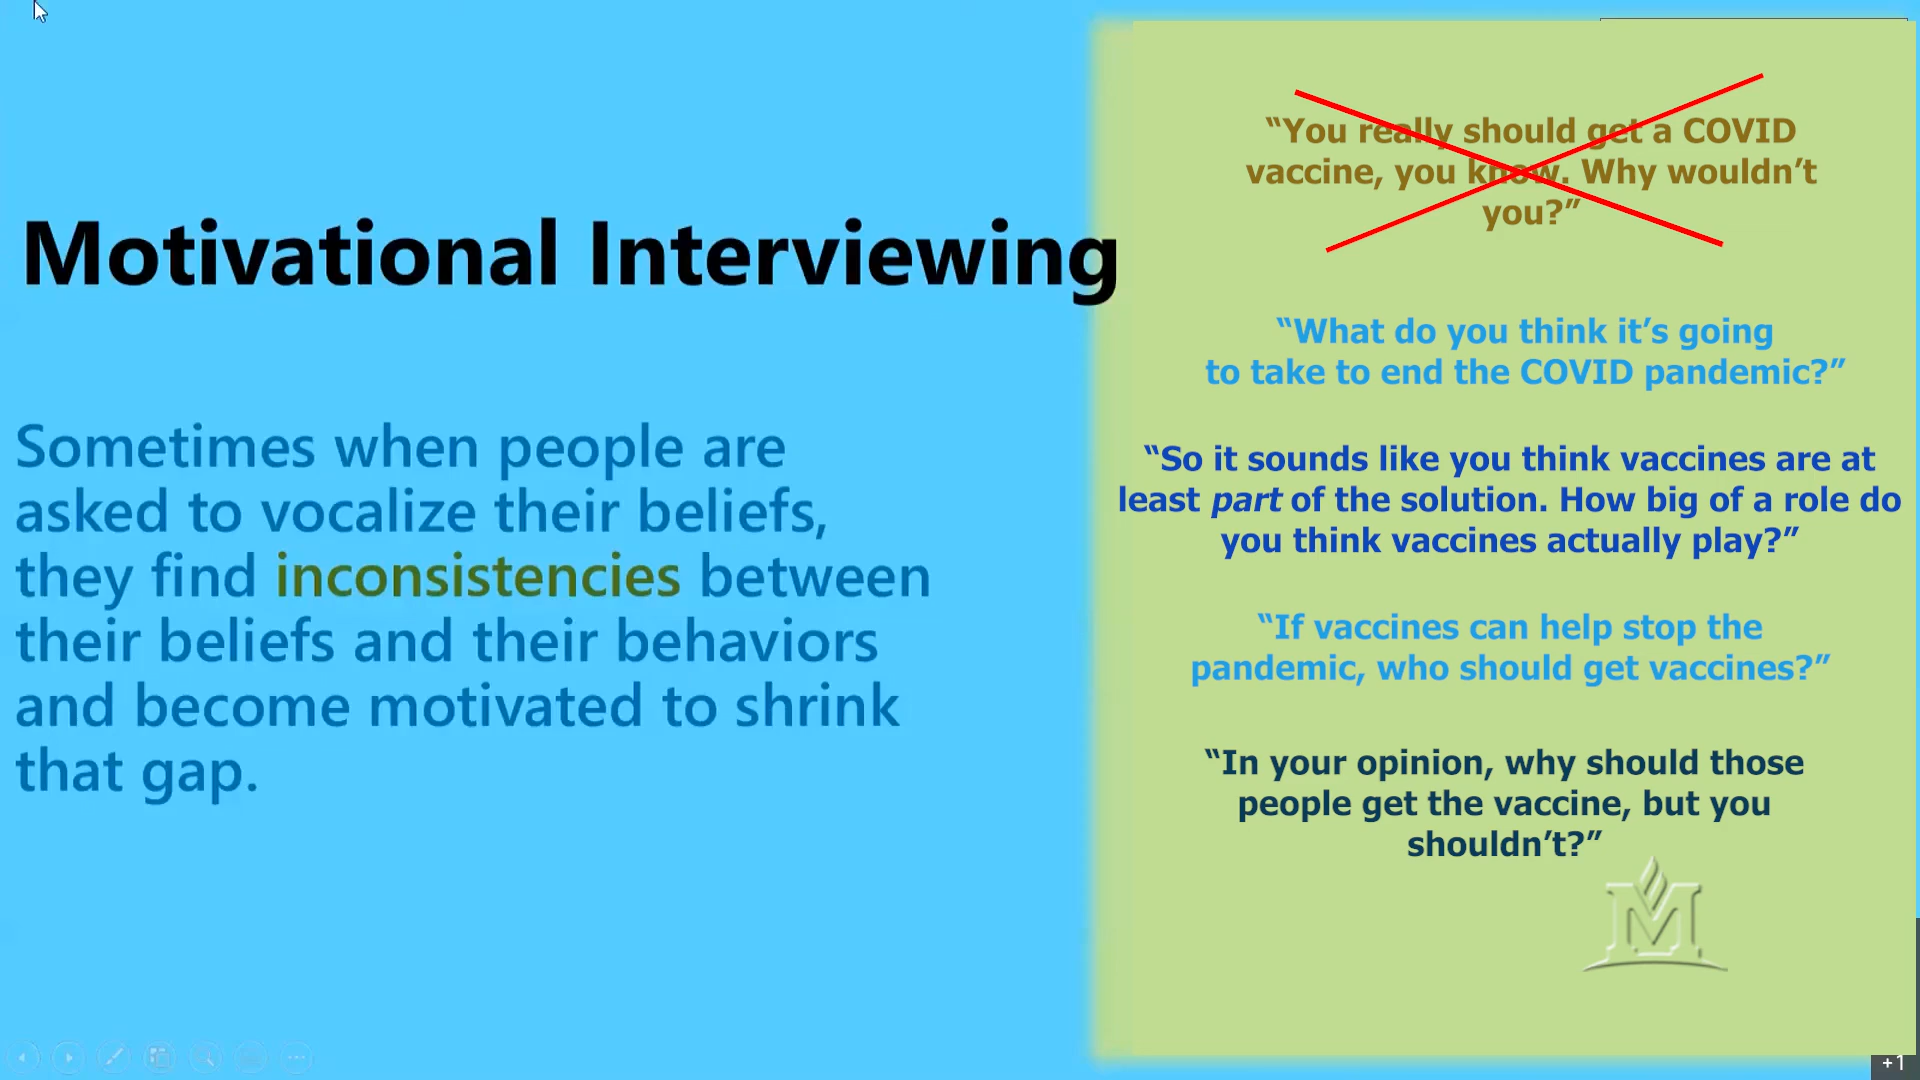 Motivational Interviewing
Sometimes when people are
asked to vocalize their beliefs,
they find inconsistencies between
their beliefs and their behaviors
and become motivated to shrink
that gap.
“You really should get a COVID
vaccine, you know. Why wouldn’t
you?”
“What do you think it’s going
to take to end the COVID pandemic?”
“So it sounds like you think vaccines are at
least part of the solution. How big of a role do
you think vaccines actually play?”
“If vaccines can help stop the
pandemic, who should get vaccines?”
“In your opinion, why should those
people get the vaccine, but you
shouldn’t?”
M
+1